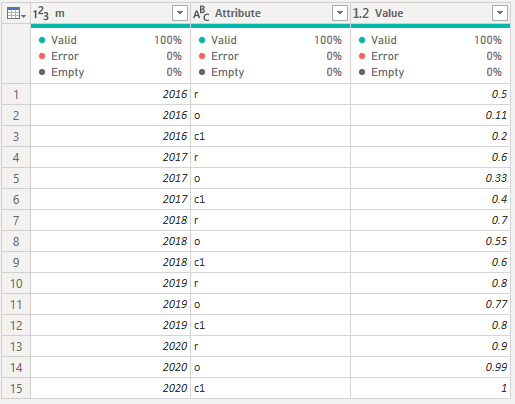 1²3 m ABC Attribute 1.2 Value
Valid 100% Valid 100% Valid 100%
Error 0% Error 0% Error 0%
Empty 0% Empty 0% Empty 0%
1 2016 r 0.5
2 2016 o 0.11
3 2016 c1 0.2
4 2017 r 0.6
5 2017 o 0.33
6 2017 c1 0.4
7 2018 r 0.7
8 2018 o 0.55
9 2018 c1 0.6
10 2019 r 0.8
11 2019 o 0.77
12 2019 c1 0.8
13 2020 r 0.9
14 2020 o 0.99
15 2020 c1 1